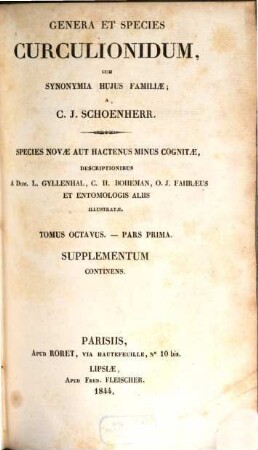 GENERA ET SPECIES
CURCULIONIDUM,
CUM
SYNONYMIA HUJUS FAMILIÆ;
A
C. J. SCHOENHERR.
SPECIES NOVÆ AUT HACTENUS MINUS COGNITÆ,
DESCRIPTIONIBUS
A Dom. L. GYLLENHAL, C. H. BOHEMAN, O. J. FAHRÆUS
ET ENTOMOLOGIS ALIIS
ILLUSTRATÆ.
TOMUS OCTAVUS. — PARS PRIMA.
SUPPLEMENTUM
CONTINENS.
PARISIIS,
APUD RORET, VIA HAUTEFEUILLE, No 10 bis.
LIPSIÆ,
APUD FRED. FLEISCHER.
1844.